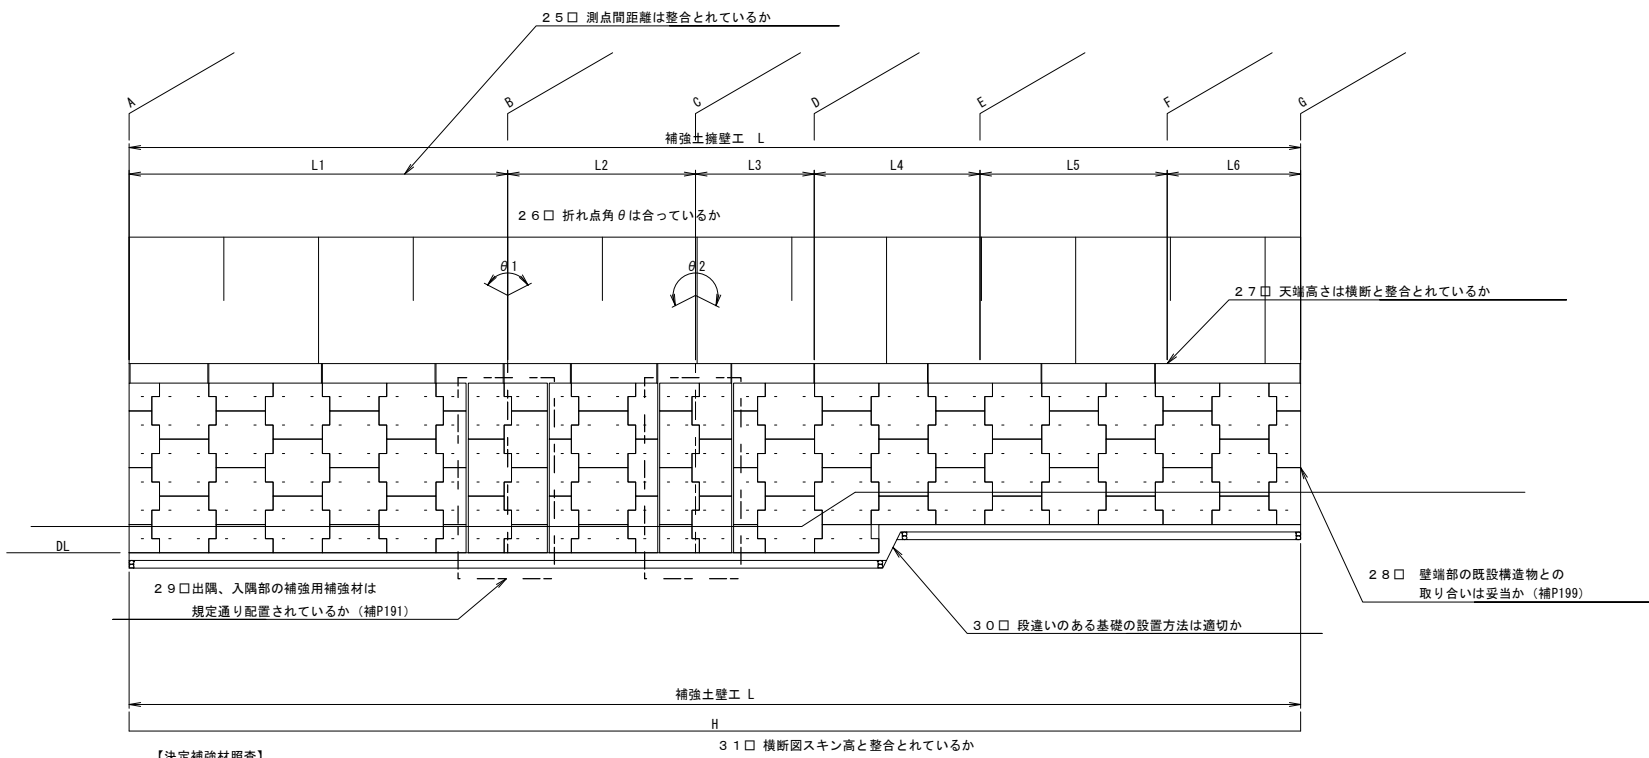 25□ 測点間距離は整合とれているか
A
B
C
D
E
F
G
補強土擁壁工 L
L1
L2
L3
L4
L5
L6
26□ 折れ点角θは合っているか
θ1
θ2
27□ 天端高さは横断と整合とれているか
DL
29□出隅、入隅部の補強用補強材は
規定通り配置されているか（補P191）
28□ 壁端部の既設構造物との
取り合いは妥当か（補P199）
30□ 段違いのある基礎の設置方法は適切か
補強土壁工 L
H
31□ 横断図スキン高と整合とれているか
【決定補強材照査】